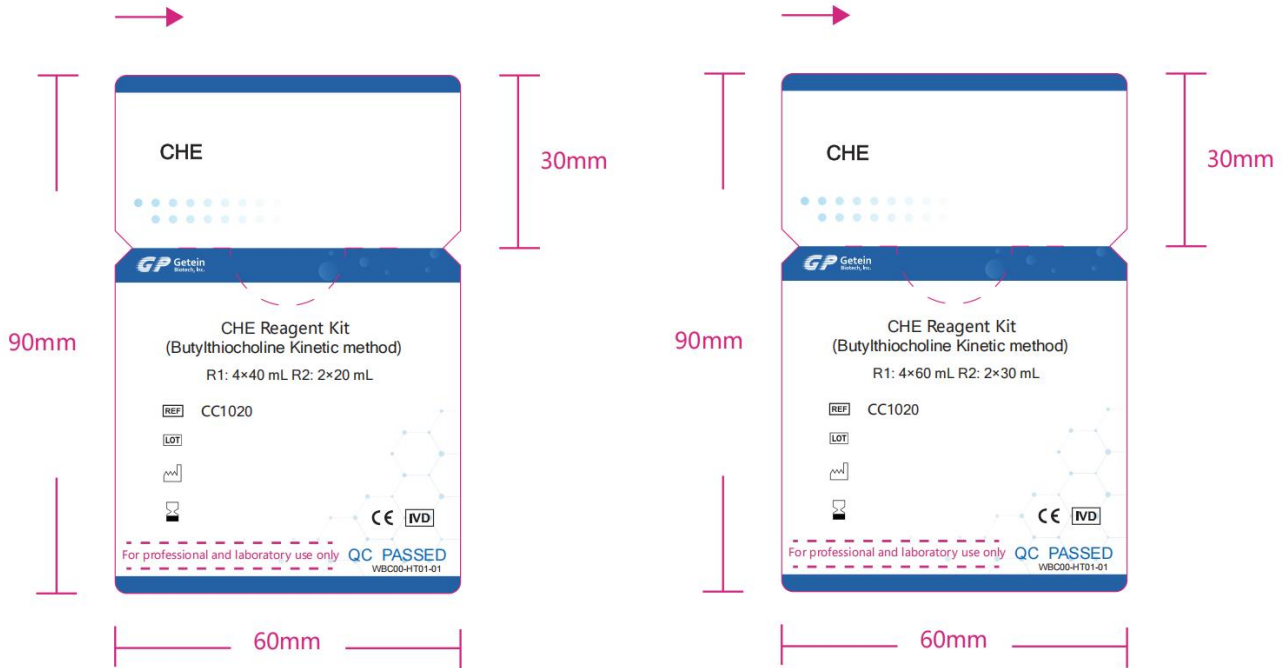 CHE
30mm
GP Getein
Biotech, Inc.
90mm
CHE Reagent Kit
(Butylthiocholine Kinetic method)
R1: 4×40 mL R2: 2×20 mL
REF CC1020
LOT
CE IVD
For professional and laboratory use only QC PASSED
WBC00-HT01-01
60mm
CHE
30mm
GP Getein
Biotech, Inc.
90mm
CHE Reagent Kit
(Butylthiocholine Kinetic method)
R1: 4×60 mL R2: 2×30 mL
REF CC1020
LOT
CE IVD
For professional and laboratory use only QC PASSED
WBC00-HT01-01
60mm